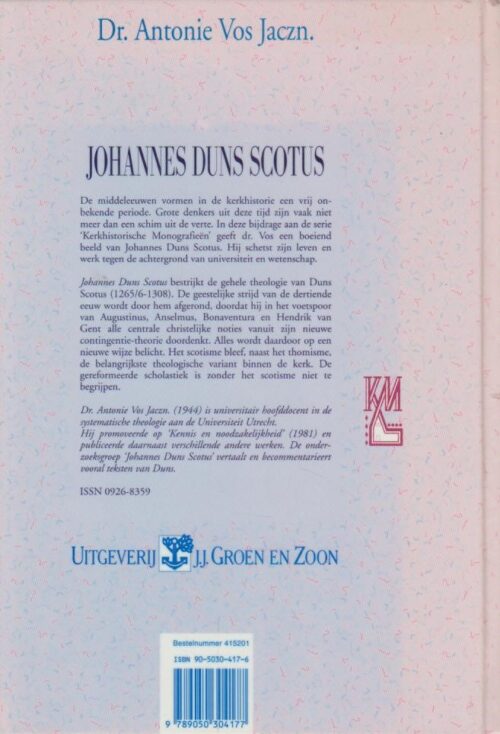 Dr. Antonie Vos Jaczn.
JOHANNES DUNS SCOTUS
De middeleeuwen vormen in de kerkhistorie een vrij on-
bekende periode. Grote denkers uit deze tijd zijn vaak niet
meer dan een schim uit de verte. In deze bijdrage aan de serie
'Kerkhistorische Monografieën' geeft dr. Vos een boeiend
beeld van Johannes Duns Scotus. Hij schetst zijn leven en
werk tegen de achtergrond van universiteit en wetenschap.
Johannes Duns Scotus bestrijkt de gehele theologie van Duns
Scotus (1265/6-1308). De geestelijke strijd van de dertiende
eeuw wordt door hem afgerond, doordat hij in het voetspoor
van Augustinus, Anselmus, Bonaventura en Hendrik van
Gent alle centrale christelijke noties vanuit zijn nieuwe
contingentie-theorie doordenkt. Alles wordt daardoor op een
nieuwe wijze belicht. Het scotisme bleef, naast het thomisme,
de belangrijkste theologische variant binnen de kerk. De
gereformeerde scholastiek is zonder het scotisme niet te
begrijpen.
Dr. Antonie Vos Jaczn. (1944) is universitair hoofddocent in de
systematische theologie aan de Universiteit Utrecht.
Hij promoveerde op 'Kennis en noodzakelijkheid' (1981) en
publiceerde daarnaast verschillende andere werken. De onder-
zoeksgroep 'Johannes Duns Scotus' vertaalt en becommentarieert
vooral teksten van Duns.
ISSN 0926-8359
KM
UITGEVERIJ J.J. GROEN EN ZOON
Bestelnummer 415201
ISBN 90-5030-417-6
9 789050 304177